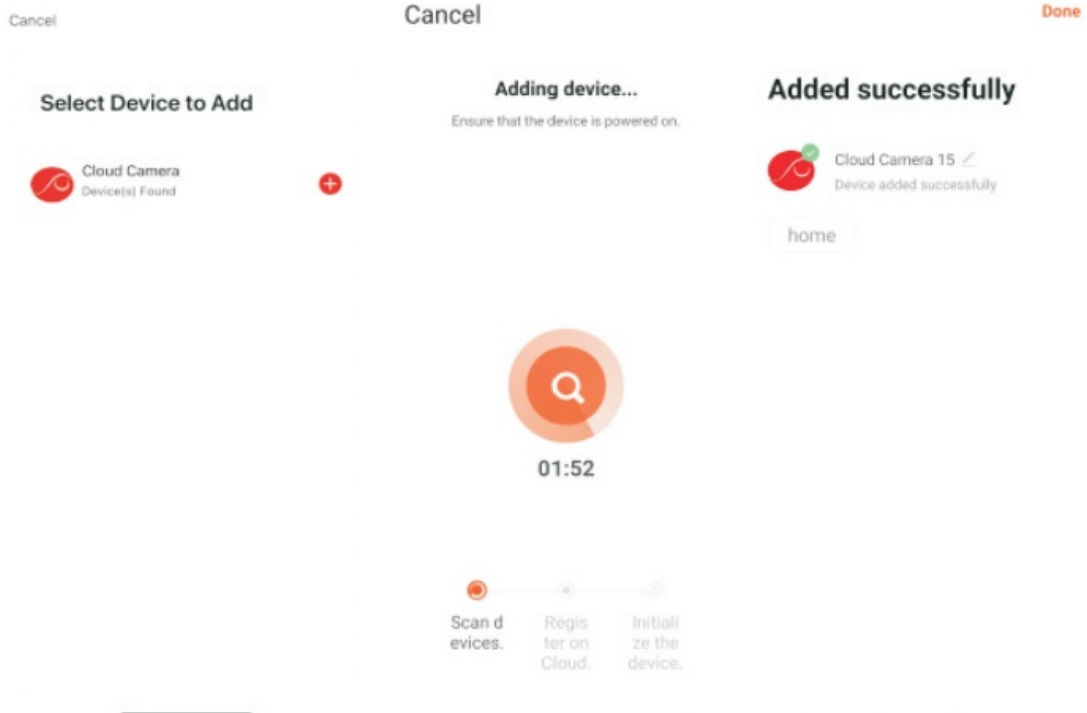 Cancel
Select Device to Add
Cloud Camera
Device(s) Found
Cancel
Adding device...
Ensure that the device is powered on.
01:52
Scan d
evices.
Regis
ter on
Cloud.
Initiali
ze the
device.
Done
Added successfully
Cloud Camera 15
Device added successfully
home